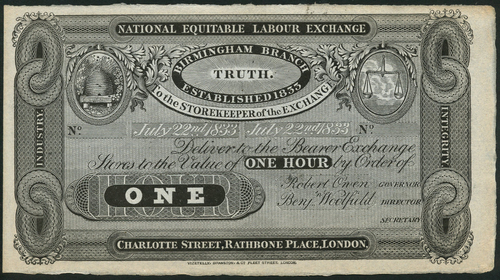 NATIONAL EQUITABLE LABOUR EXCHANGE
BIRMINGHAM BRANCH
TRUTH.
ESTABLISHED 1833
To the STOREKEEPER of the EXCHANGE
No. July 22nd 1833 July 22nd 1833 No.
Deliver to the Bearer Exchange
Stores to the Value of ONE HOUR by Order of
INDUSTRY
INTEGRITY
HOUR
ONE
Robert Owen GOVERNOR
Benj. Woolfield DIRECTOR
SECRETARY
CHARLOTTE STREET, RATHBONE PLACE, LONDON.